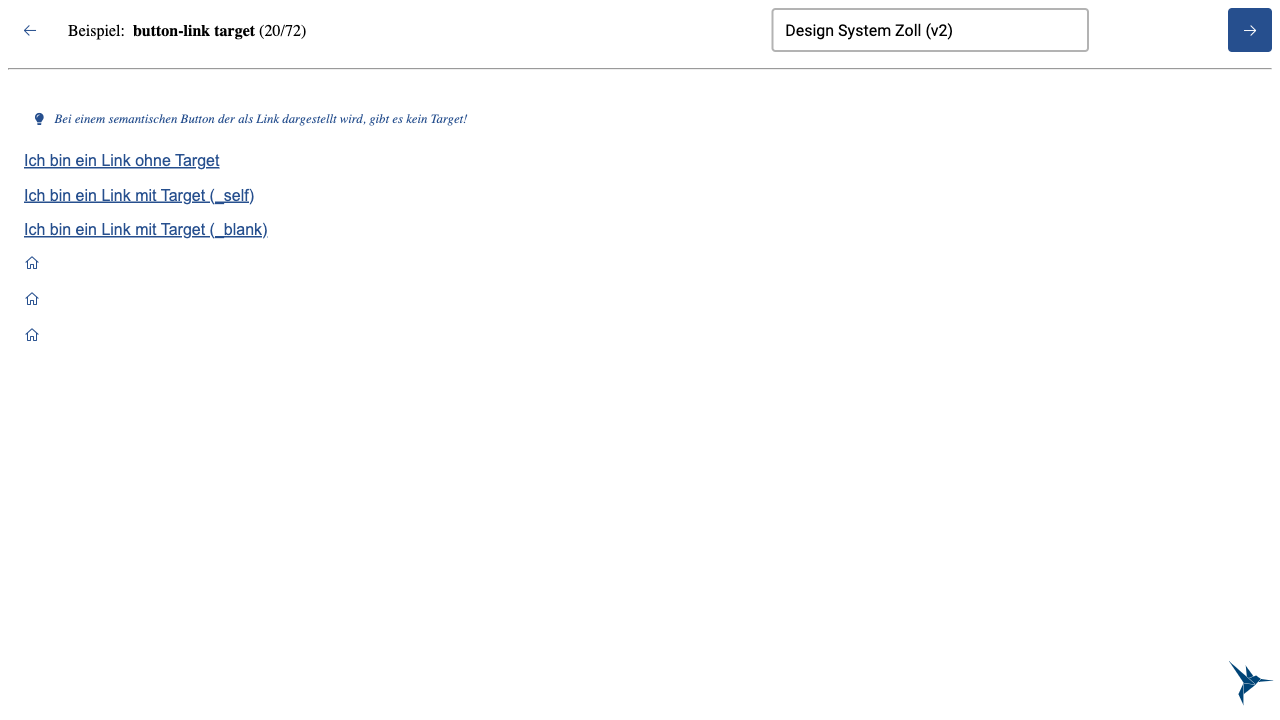 Beispiel: button-link target (20/72)
Design System Zoll (v2)
Bei einem semantischen Button der als Link dargestellt wird, gibt es kein Target!
Ich bin ein Link ohne Target
Ich bin ein Link mit Target (_self)
Ich bin ein Link mit Target (_blank)